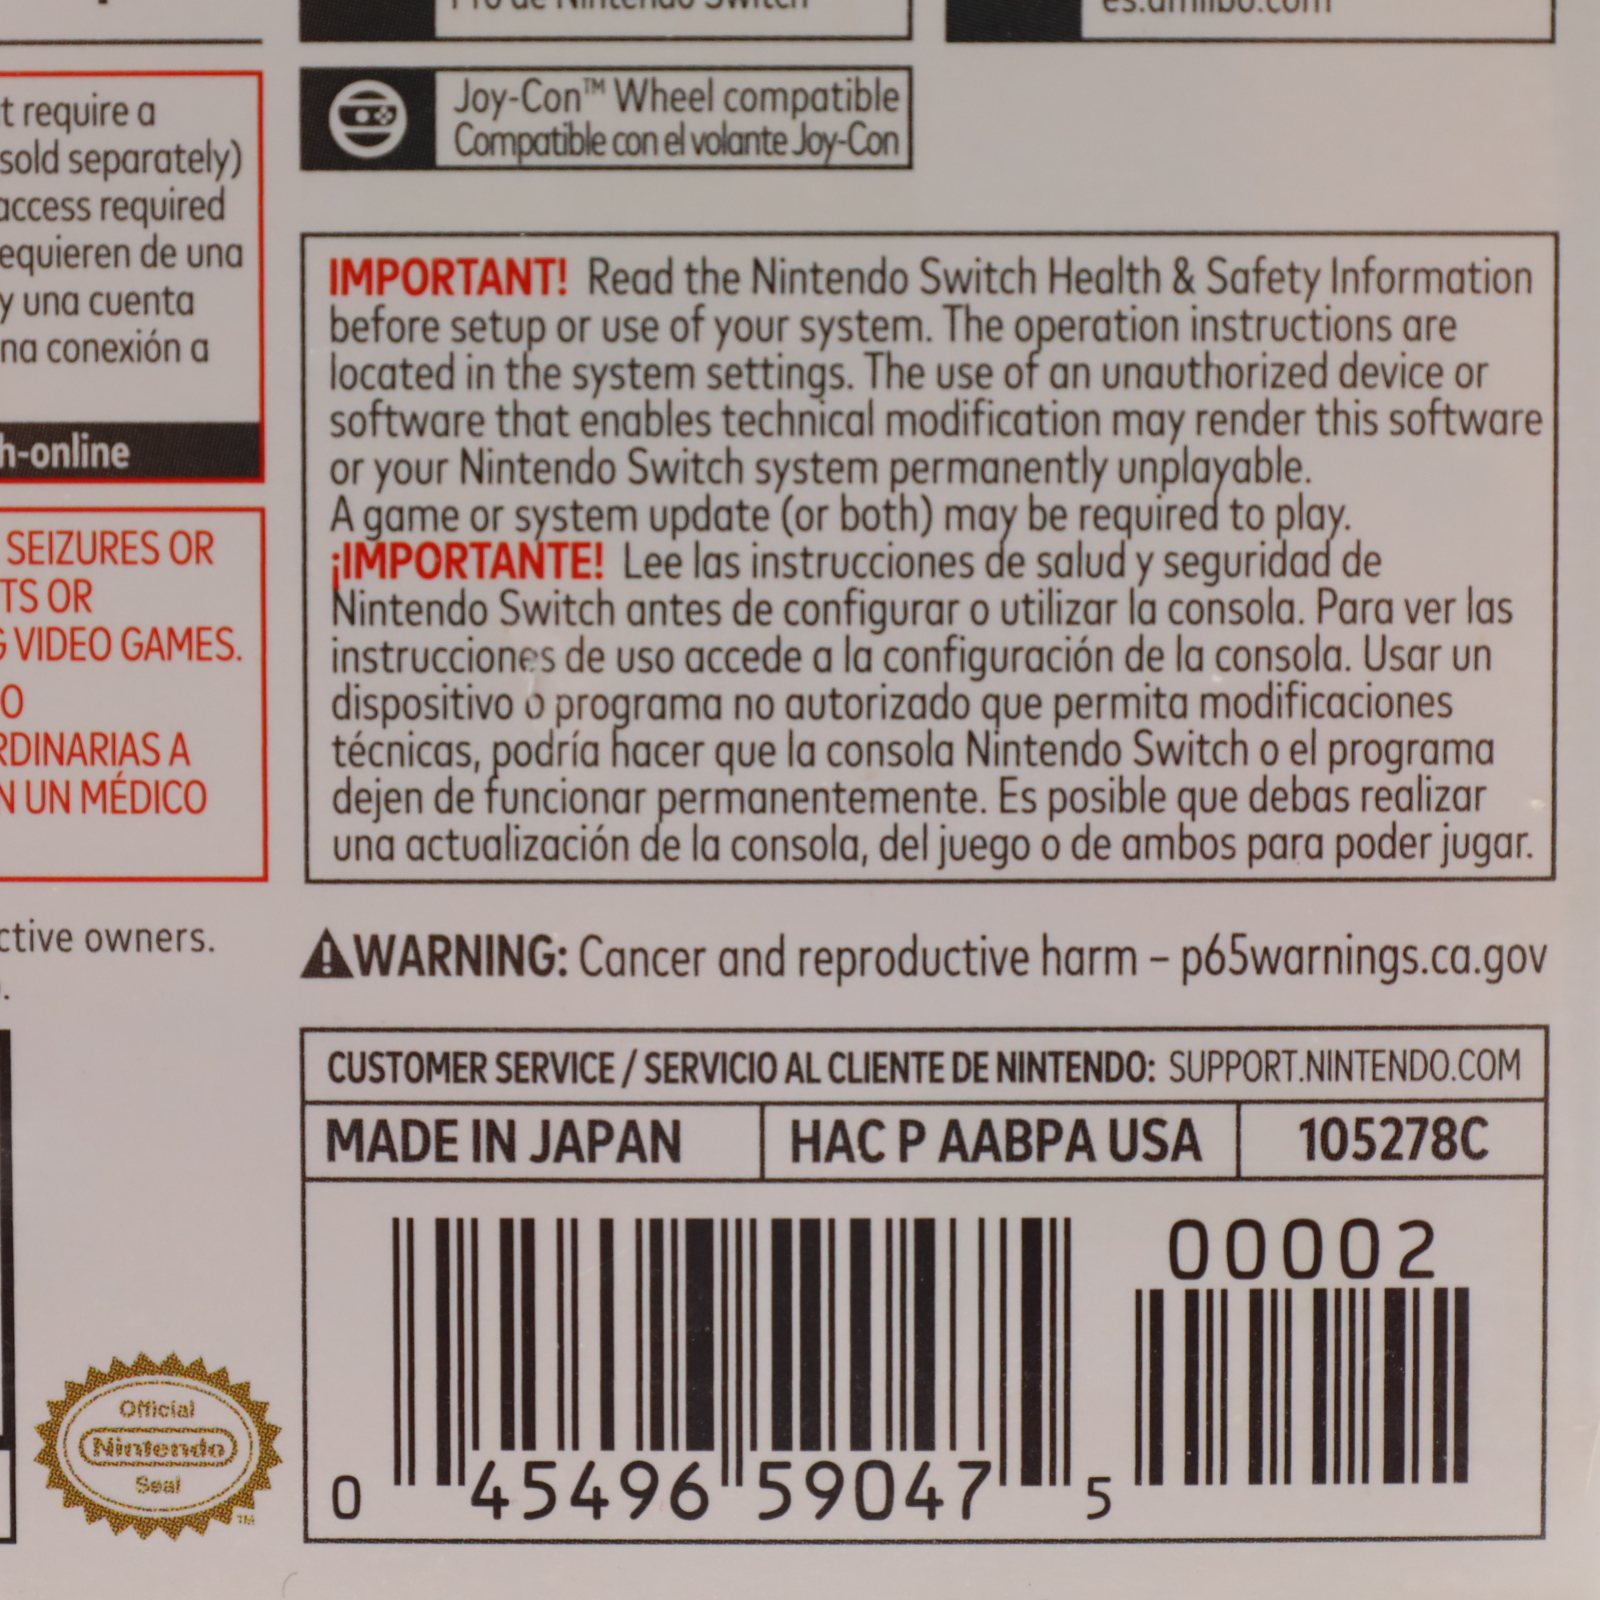 Pro de Nintendo Switch
es.amiibo.com
t require a
sold separately)
access required
equieren de una
y una cuenta
na conexión a
h-online
SEIZURES OR
TS OR
G VIDEO GAMES.
O
RDINARIAS A
N UN MÉDICO
ctive owners.
Joy-Con™ Wheel compatible
Compatible con el volante Joy-Con
IMPORTANT! Read the Nintendo Switch Health & Safety Information
before setup or use of your system. The operation instructions are
located in the system settings. The use of an unauthorized device or
software that enables technical modification may render this software
or your Nintendo Switch system permanently unplayable.
A game or system update (or both) may be required to play.
¡IMPORTANTE! Lee las instrucciones de salud y seguridad de
Nintendo Switch antes de configurar o utilizar la consola. Para ver las
instrucciones de uso accede a la configuración de la consola. Usar un
dispositivo o programa no autorizado que permita modificaciones
técnicas, podría hacer que la consola Nintendo Switch o el programa
dejen de funcionar permanentemente. Es posible que debas realizar
una actualización de la consola, del juego o de ambos para poder jugar.
WARNING: Cancer and reproductive harm – p65warnings.ca.gov
CUSTOMER SERVICE / SERVICIO AL CLIENTE DE NINTENDO: SUPPORT.NINTENDO.COM
MADE IN JAPAN
HAC P AABPA USA
105278C
00002
0 45496 59047 5
Official
Nintendo
Seal
TM